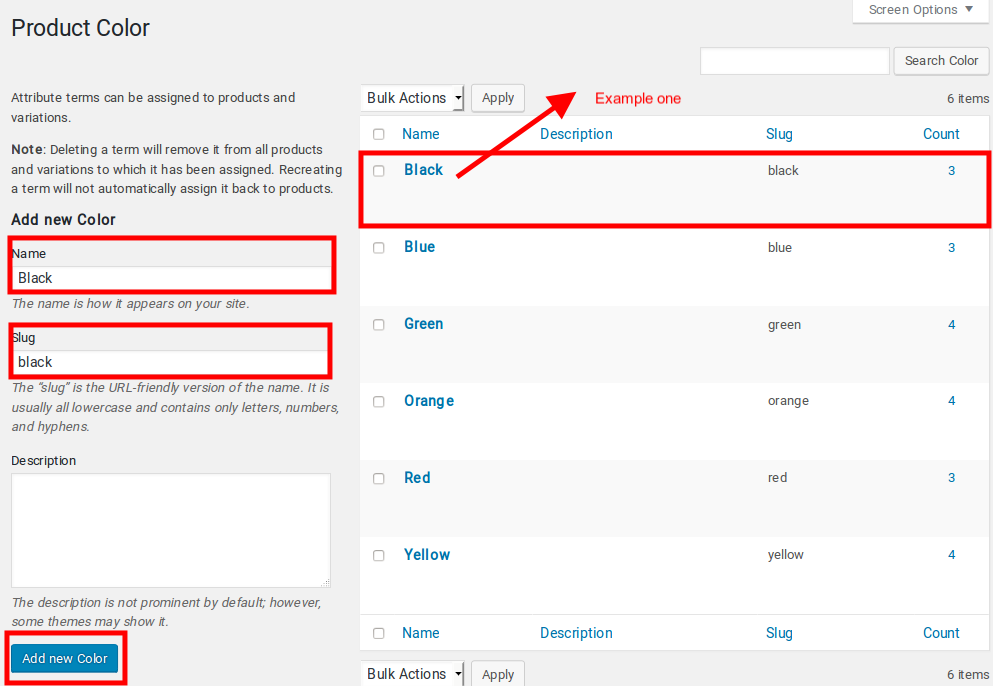 Screen Options
Product Color
Search Color
Attribute terms can be assigned to products and
variations.
Note: Deleting a term will remove it from all products
and variations to which it has been assigned. Recreating
a term will not automatically assign it back to products.
Add new Color
Name
Black
The name is how it appears on your site.
Slug
black
The “slug” is the URL-friendly version of the name. It is
usually all lowercase and contains only letters, numbers,
and hyphens.
Description
The description is not prominent by default; however,
some themes may show it.
Add new Color
Bulk Actions Apply Example one 6 items
Name Description Slug Count
Black black 3
Blue blue 3
Green green 4
Orange orange 4
Red red 3
Yellow yellow 4
Name Description Slug Count
Bulk Actions Apply 6 items